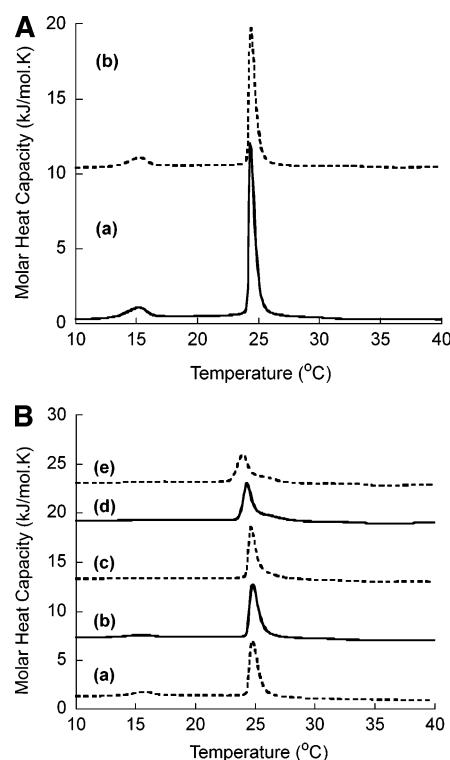 A
Molar Heat Capacity (kJ/mol.K)
20
15
10
5
0
(b)
(a)
10 15 20 25 30 35 40
Temperature (°C)
B
Molar Heat Capacity (kJ/mol.K)
30
25
20
15
10
5
0
(e)
(d)
(c)
(b)
(a)
10 15 20 25 30 35 40
Temperature (°C)